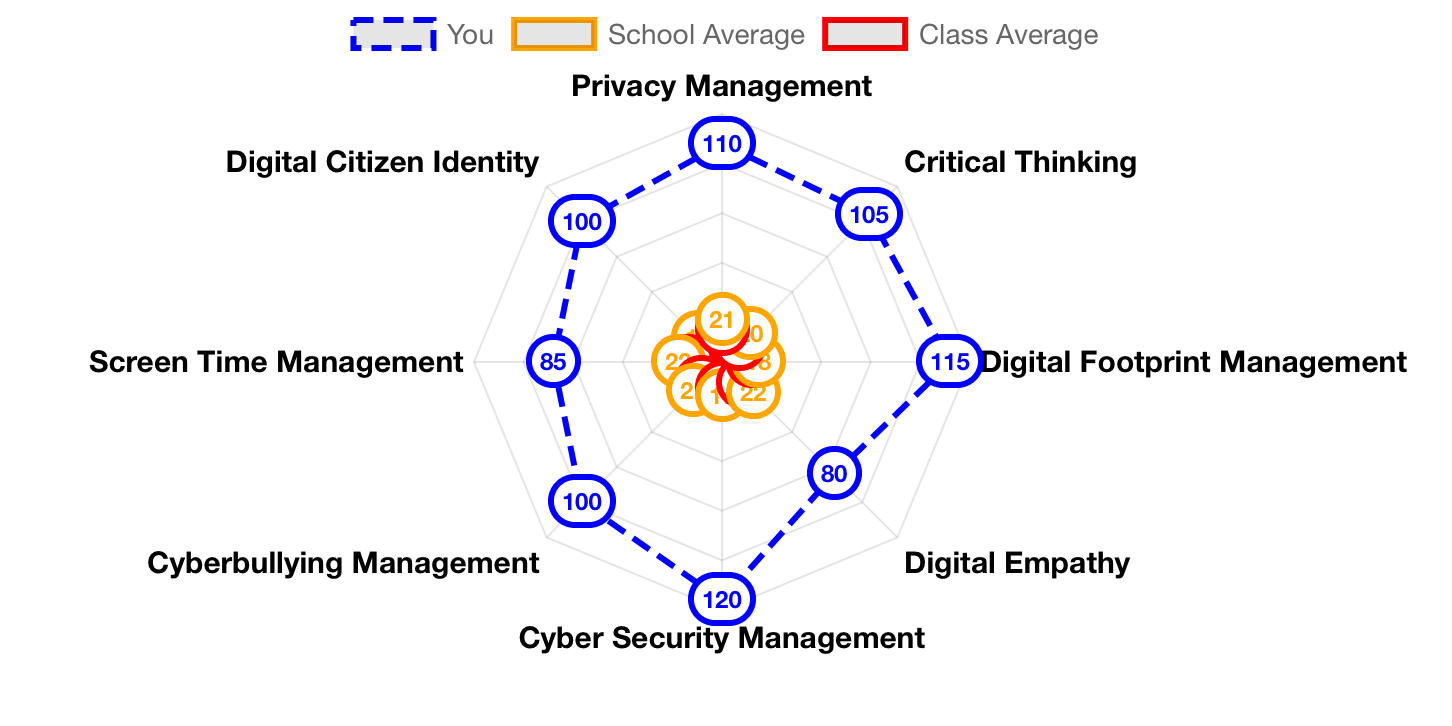 You School Average Class Average
Privacy Management
110
Digital Citizen Identity
Critical Thinking
100
105
21
Screen Time Management
85
115
Digital Footprint Management
22
80
100
Cyberbullying Management
Digital Empathy
120
Cyber Security Management